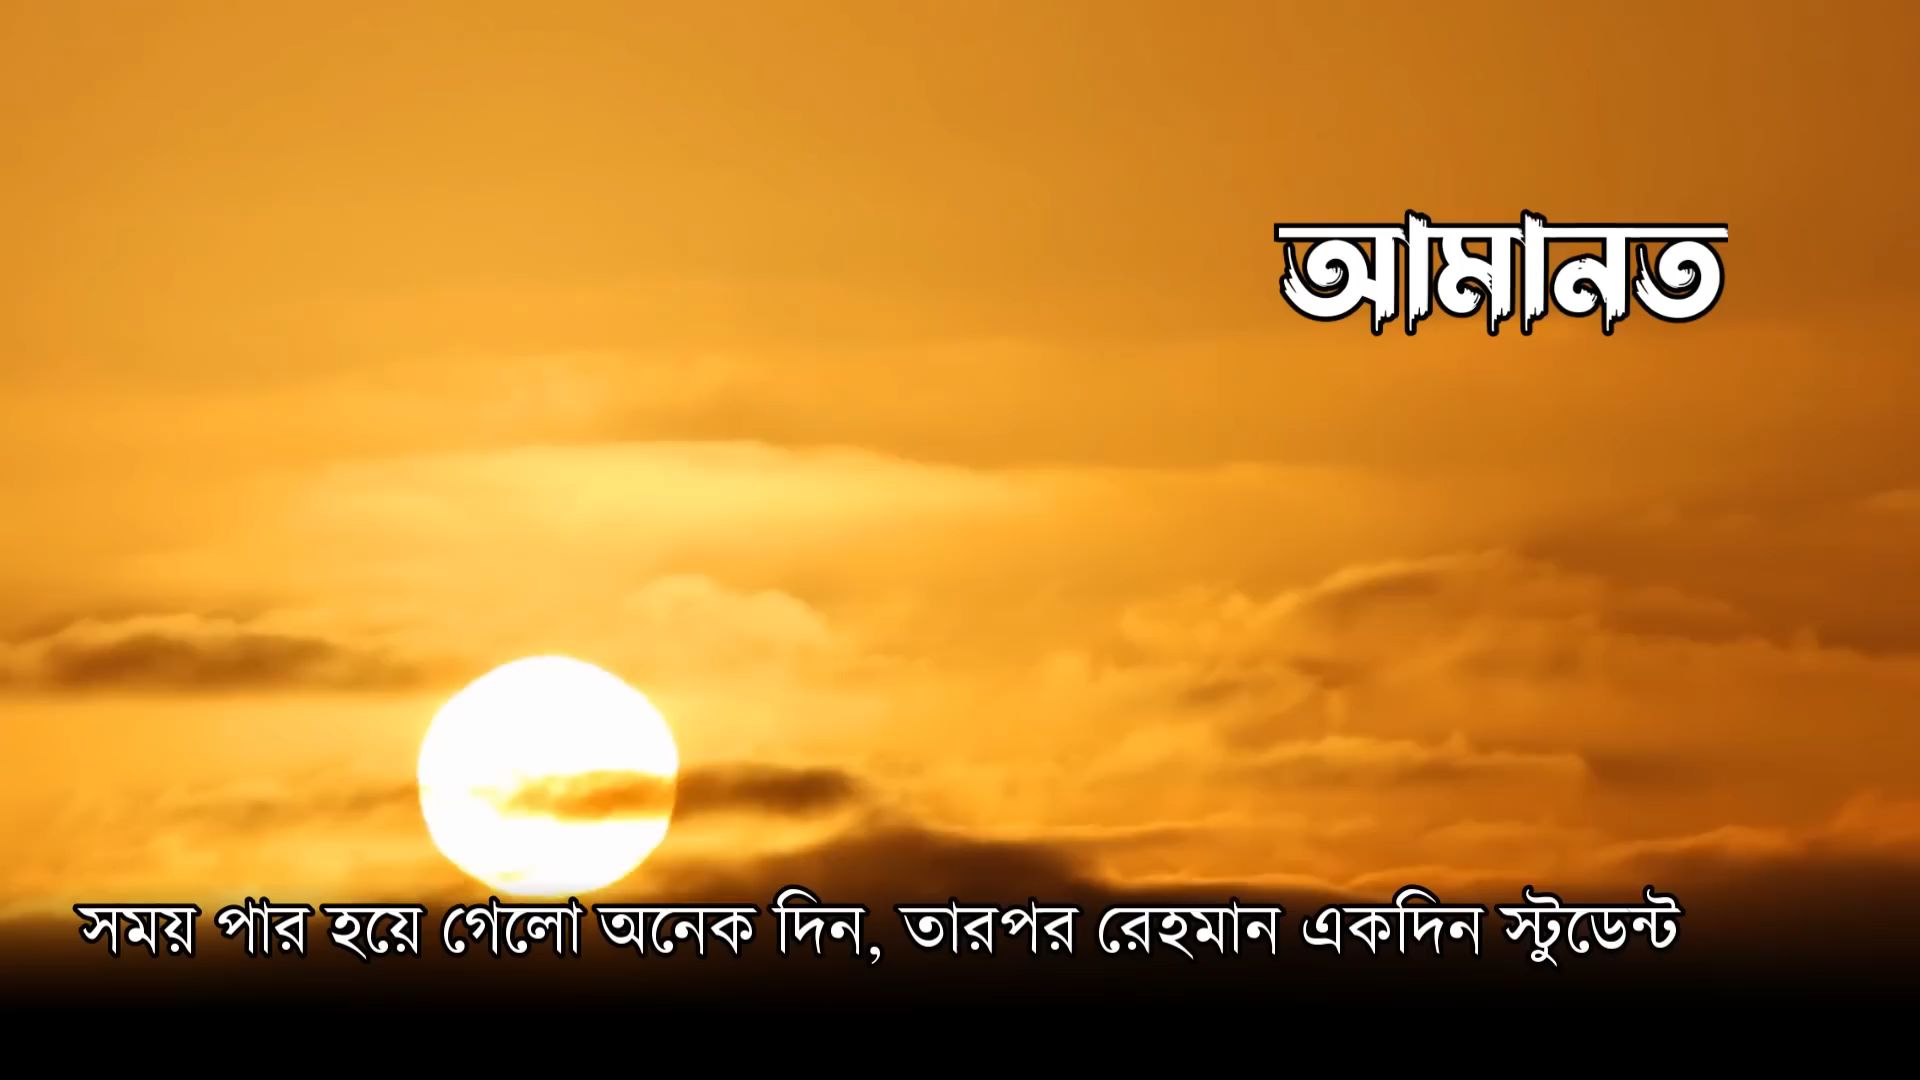 আমানত
সময় পার হয়ে গেলো অনেক দিন, তারপর রেহমান একদিন স্টুডেন্ট